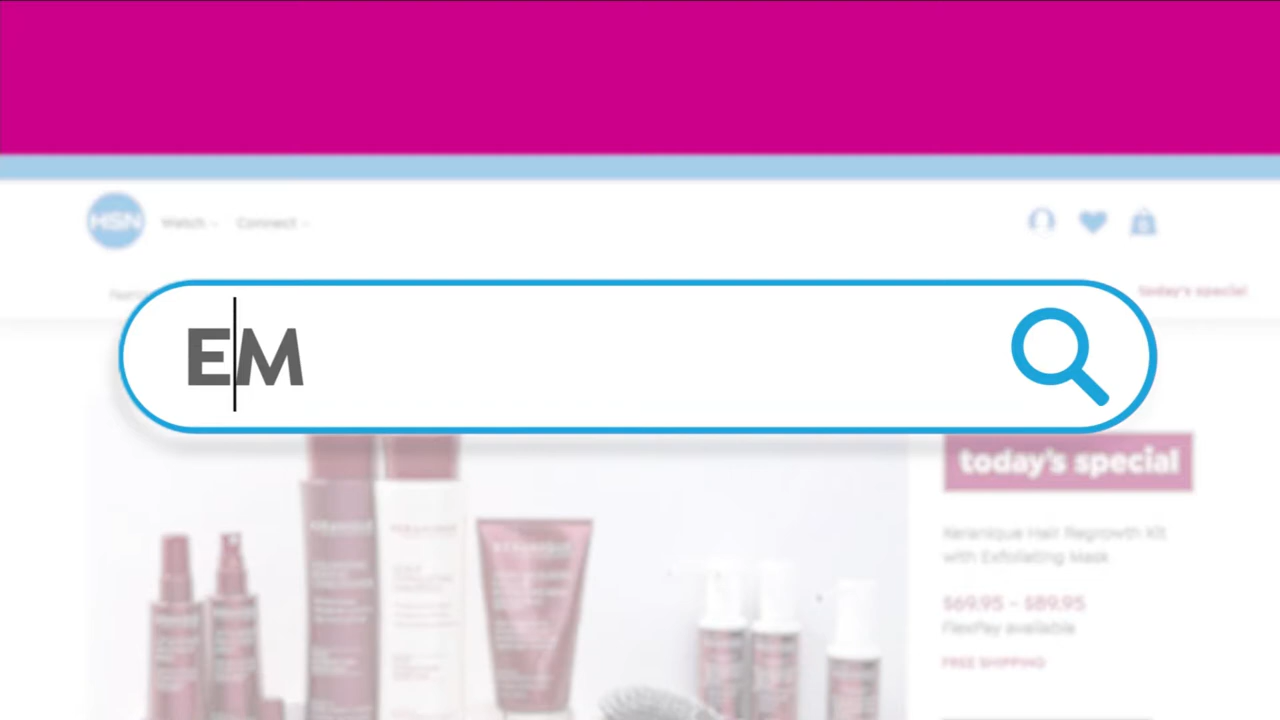 HSN Watch Connect
today's special
EM
today's special
Keranique Hair Regrowth Kit
with Exfoliating Mask
$69.95 - $89.95
FlexPay available
FREE SHIPPING